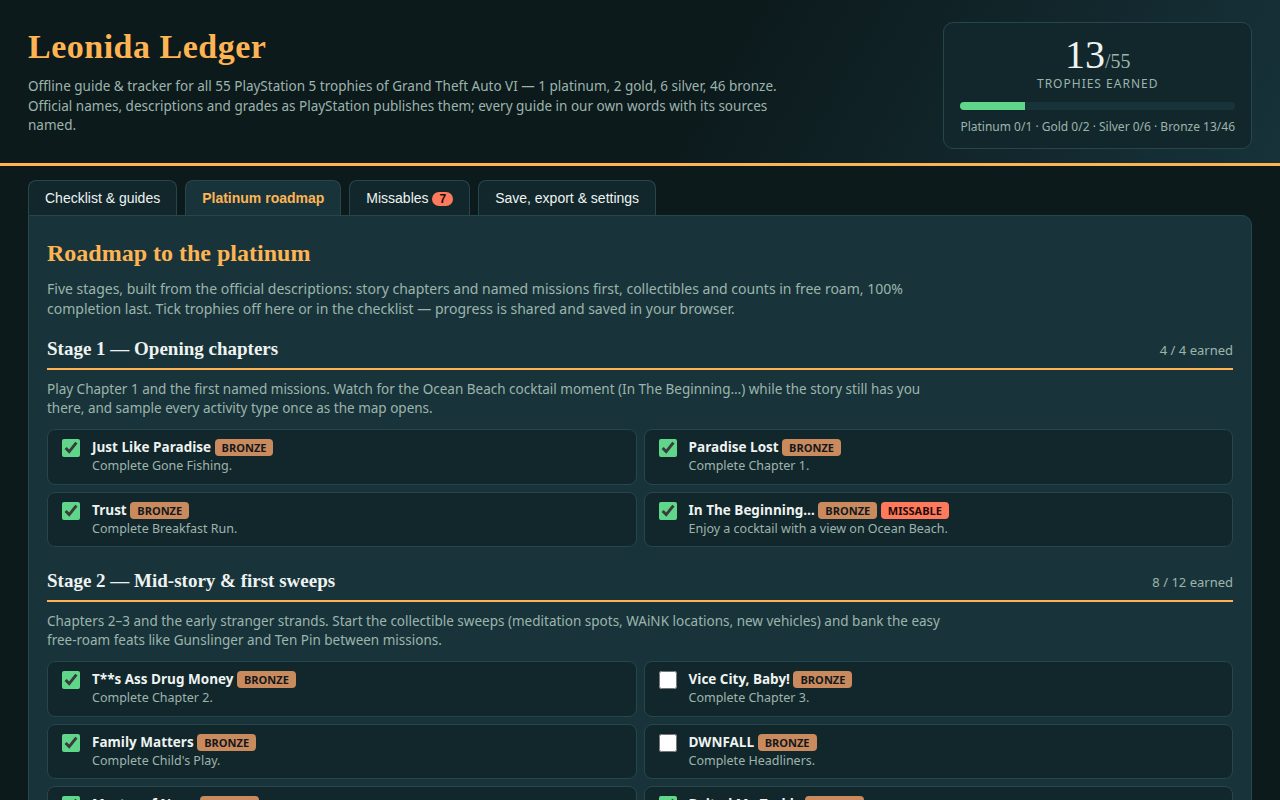 Leonida Ledger
Offline guide & tracker for all 55 PlayStation 5 trophies of Grand Theft Auto VI — 1 platinum, 2 gold, 6 silver, 46 bronze.
Official names, descriptions and grades as PlayStation publishes them; every guide in our own words with its sources
named.
13/55
TROPHIES EARNED
Platinum 0/1 · Gold 0/2 · Silver 0/6 · Bronze 13/46
Checklist & guides
Platinum roadmap
Missables 7
Save, export & settings
Roadmap to the platinum
Five stages, built from the official descriptions: story chapters and named missions first, collectibles and counts in free roam, 100%
completion last. Tick trophies off here or in the checklist — progress is shared and saved in your browser.
Stage 1 — Opening chapters
4 / 4 earned
Play Chapter 1 and the first named missions. Watch for the Ocean Beach cocktail moment (In The Beginning...) while the story still has you
there, and sample every activity type once as the map opens.
Just Like Paradise BRONZE
Complete Gone Fishing.
Paradise Lost BRONZE
Complete Chapter 1.
Trust BRONZE
Complete Breakfast Run.
In The Beginning... BRONZE MISSABLE
Enjoy a cocktail with a view on Ocean Beach.
Stage 2 — Mid-story & first sweeps
8 / 12 earned
Chapters 2–3 and the early stranger strands. Start the collectible sweeps (meditation spots, WAiNK locations, new vehicles) and bank the easy
free-roam feats like Gunslinger and Ten Pin between missions.
T**s Ass Drug Money BRONZE
Complete Chapter 2.
Vice City, Baby! BRONZE
Complete Chapter 3.
Family Matters BRONZE
Complete Child's Play.
DWNFALL BRONZE
Complete Headliners.